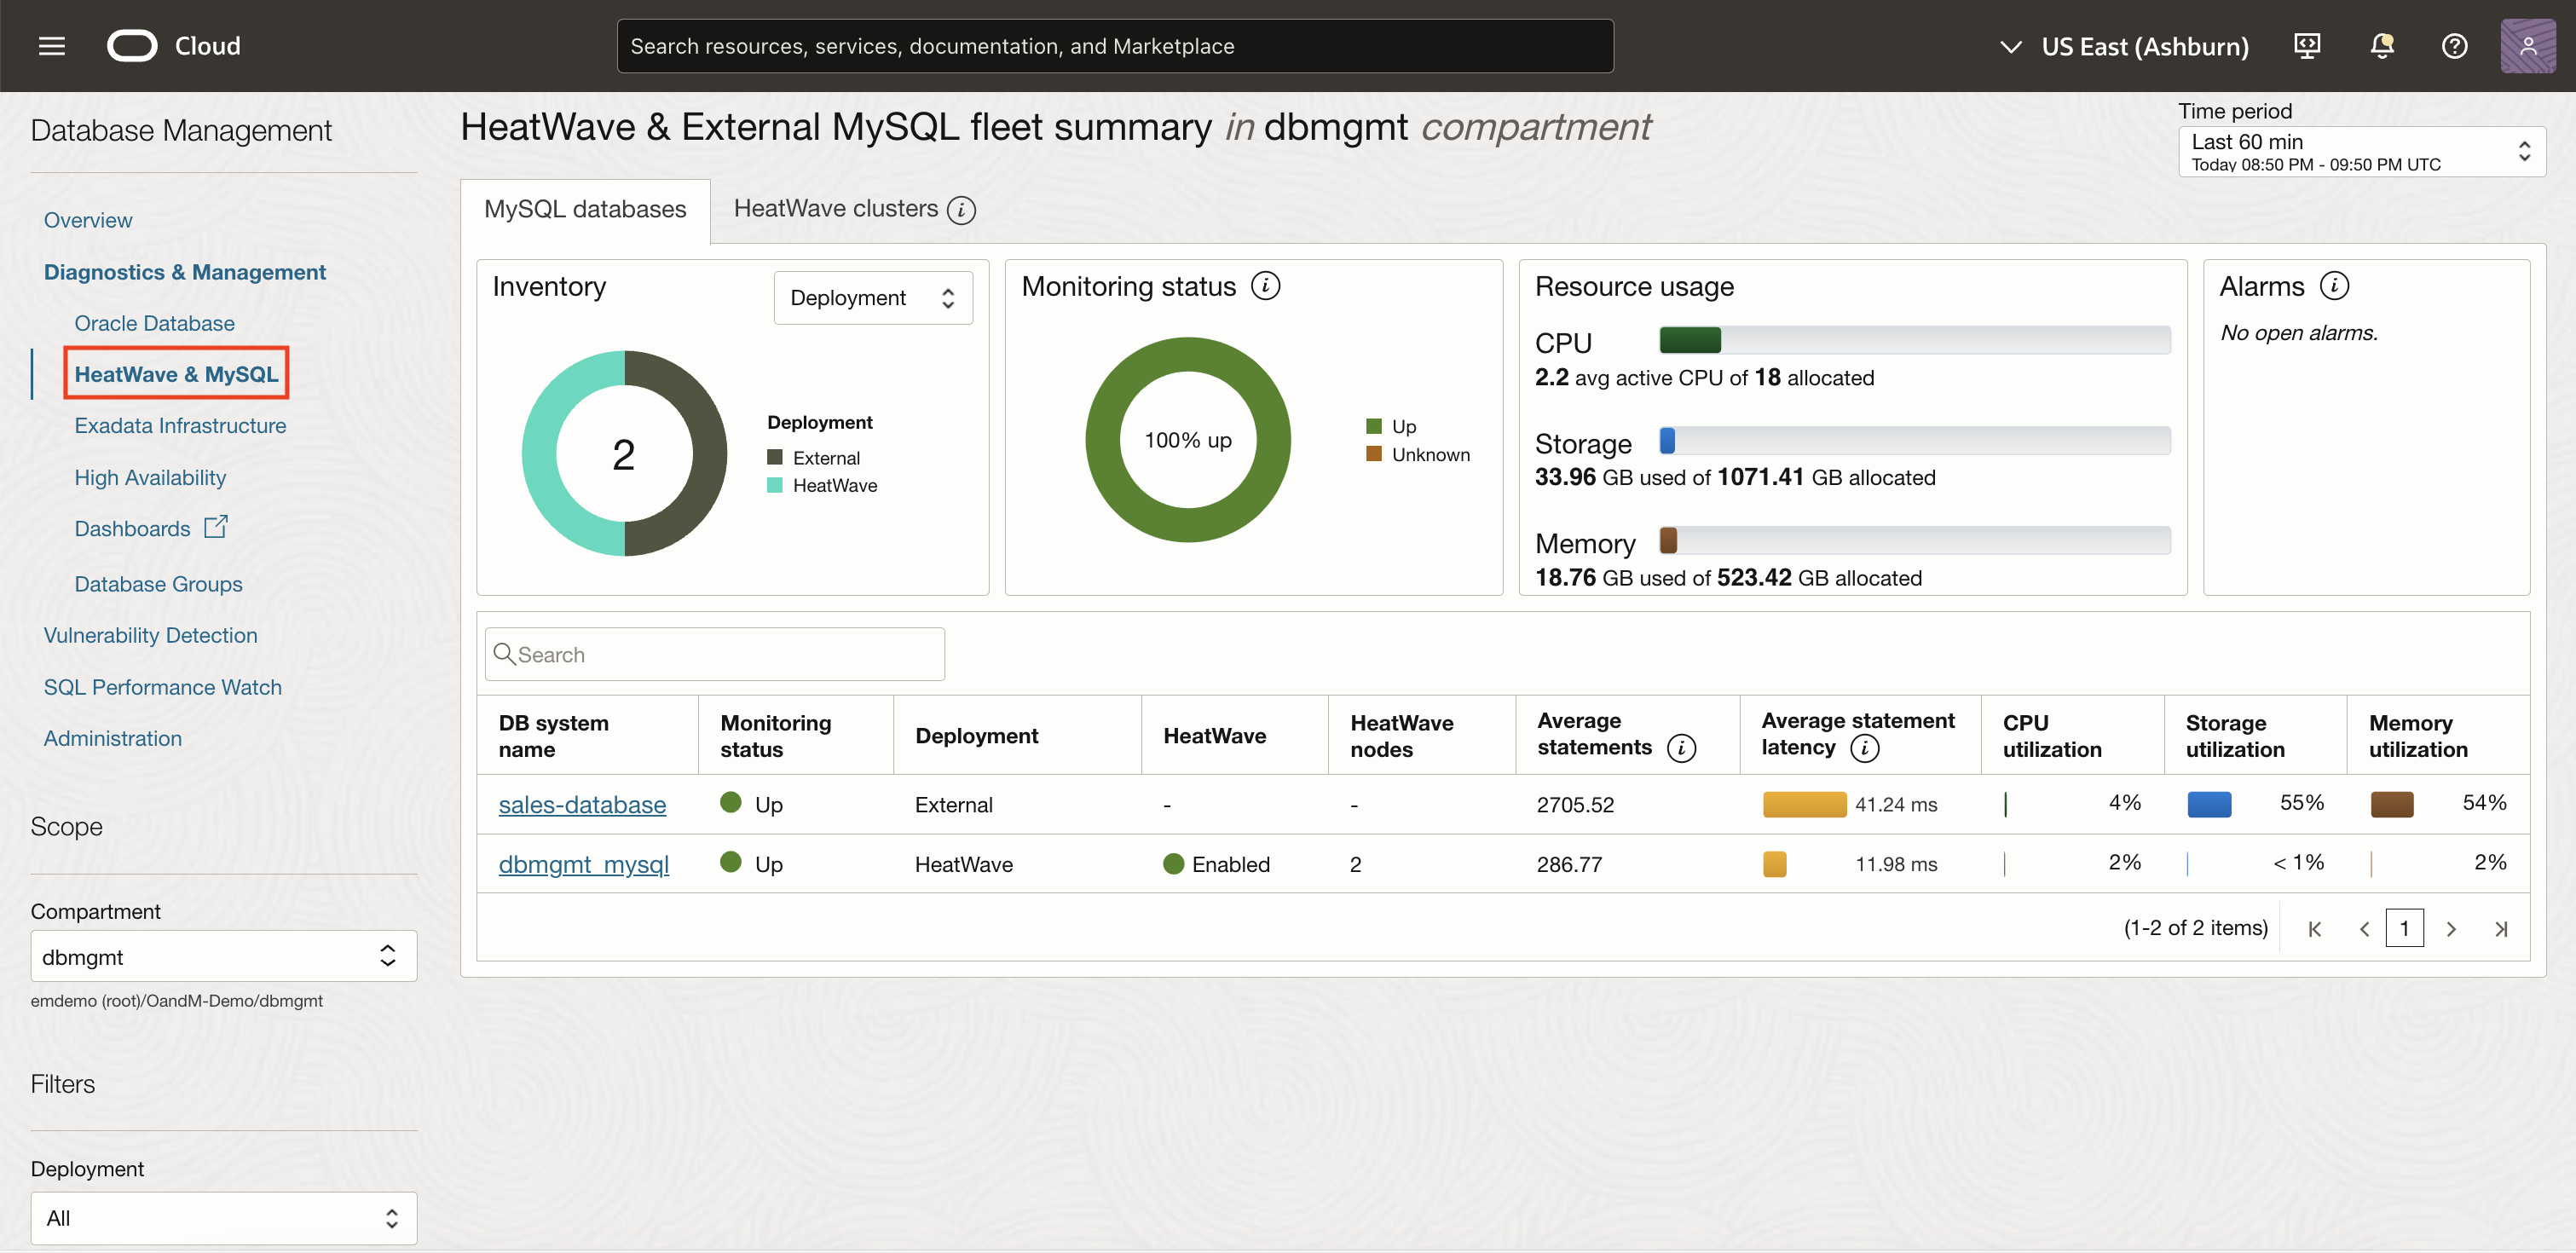 Cloud
Search resources, services, documentation, and Marketplace
US East (Ashburn)
Database Management
Overview
Diagnostics & Management
Oracle Database
HeatWave & MySQL
Exadata Infrastructure
High Availability
Dashboards
Database Groups
Vulnerability Detection
SQL Performance Watch
Administration
Scope
Compartment
dbmgmt
emdemo (root)/OandM-Demo/dbmgmt
Filters
Deployment
All
HeatWave & External MySQL fleet summary in dbmgmt compartment
Time period
Last 60 min
Today 08:50 PM - 09:50 PM UTC
MySQL databases
HeatWave clusters
Inventory
Deployment
2
Deployment
External
HeatWave
Monitoring status
100% up
Up
Unknown
Resource usage
CPU
2.2 avg active CPU of 18 allocated
Storage
33.96 GB used of 1071.41 GB allocated
Memory
18.76 GB used of 523.42 GB allocated
Alarms
No open alarms.
Search
DB system name
Monitoring status
Deployment
HeatWave
HeatWave nodes
Average statements
Average statement latency
CPU utilization
Storage utilization
Memory utilization
sales-database Up External - - 2705.52 41.24 ms 4% 55% 54%
dbmgmt_mysql Up HeatWave Enabled 2 286.77 11.98 ms 2% < 1% 2%
(1-2 of 2 items) 1